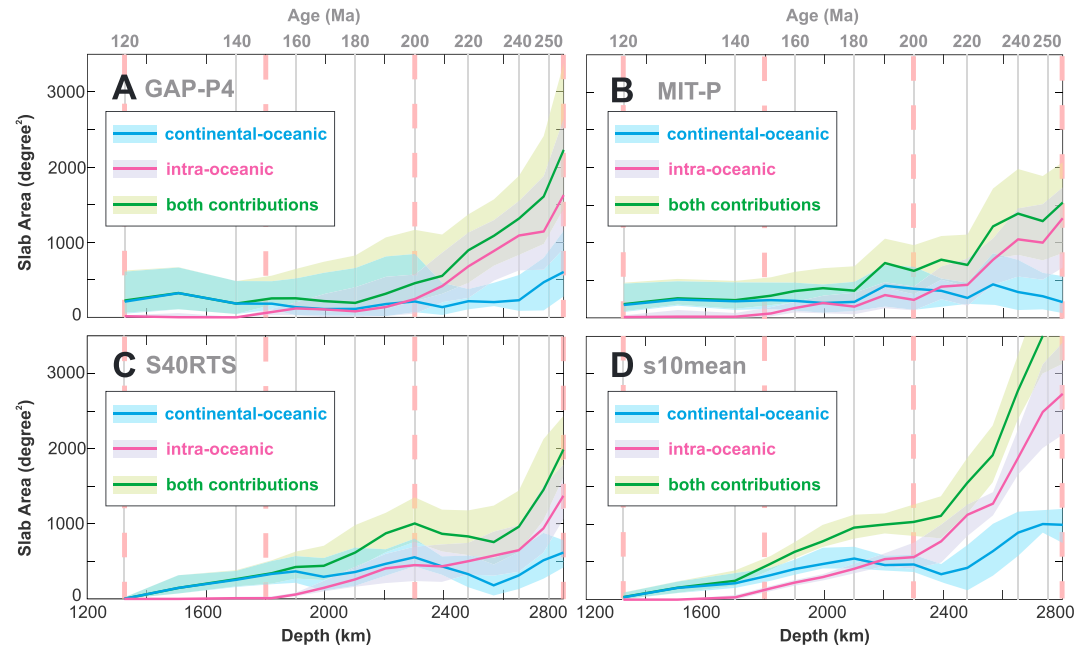 Age (Ma)
Age (Ma)
120 140 160 180 200 220 240 250
120 140 160 180 200 220 240 250
A GAP-P4
continental-oceanic
intra-oceanic
both contributions
3000
2000
1000
0
Slab Area (degree²)
B MIT-P
continental-oceanic
intra-oceanic
both contributions
C S40RTS
continental-oceanic
intra-oceanic
both contributions
3000
2000
1000
0
Slab Area (degree²)
1200 1600 2000 2400 2800
Depth (km)
D s10mean
continental-oceanic
intra-oceanic
both contributions
1200 1600 2000 2400 2800
Depth (km)